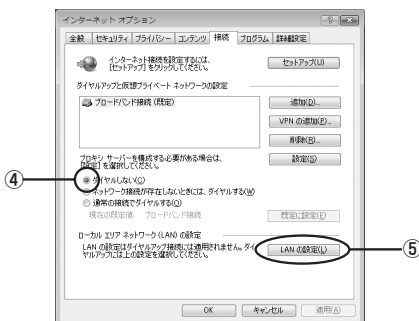 インターネット オプション
全般 セキュリティ プライバシー コンテンツ 接続 プログラム 詳細設定
インターネット接続を設定するには、
[セットアップ] をクリックしてください。
セットアップ(U)
ダイヤルアップと仮想プライベート ネットワークの設定
ブロードバンド接続 (既定)
追加(D)...
VPN の追加(P)...
削除(R)...
プロキシ サーバーを構成する必要がある場合は、
[設定] を選択してください。
設定(S)
④
ダイヤルしない(C)
ネットワーク接続が存在しないときには、ダイヤルする(W)
通常の接続でダイヤルする(O)
現在の既定値: ブロードバンド接続
既定に設定(E)
ローカル エリア ネットワーク (LAN) の設定
LAN の設定はダイヤルアップ接続には適用されません。ダイ
ヤルアップには上の設定を選択してください。
LAN の設定(L)
⑤
OK キャンセル 適用(A)